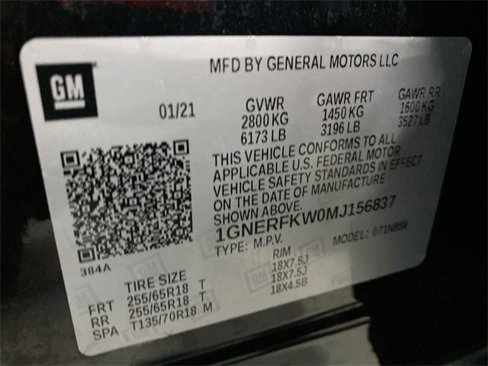 GM
MFD BY GENERAL MOTORS LLC
01/21
GVWR GAWR FRT GAWR RR
2800 KG 1450 KG 1600 KG
6173 LB 3196 LB 3527 LB
THIS VEHICLE CONFORMS TO ALL
APPLICABLE U.S. FEDERAL MOTOR
VEHICLE SAFETY STANDARDS IN EFFECT
ON THE DATE OF MANUFACTURE
SHOWN ABOVE.
1GNERFKW0MJ156837
TYPE: M.P.V. MODEL:
384A
TIRE SIZE RIM
FRT 255/65R18 T 18X7.5J
RR 255/65R18 T 18X7.5J
SPA T135/70R18 M 18X4.5B